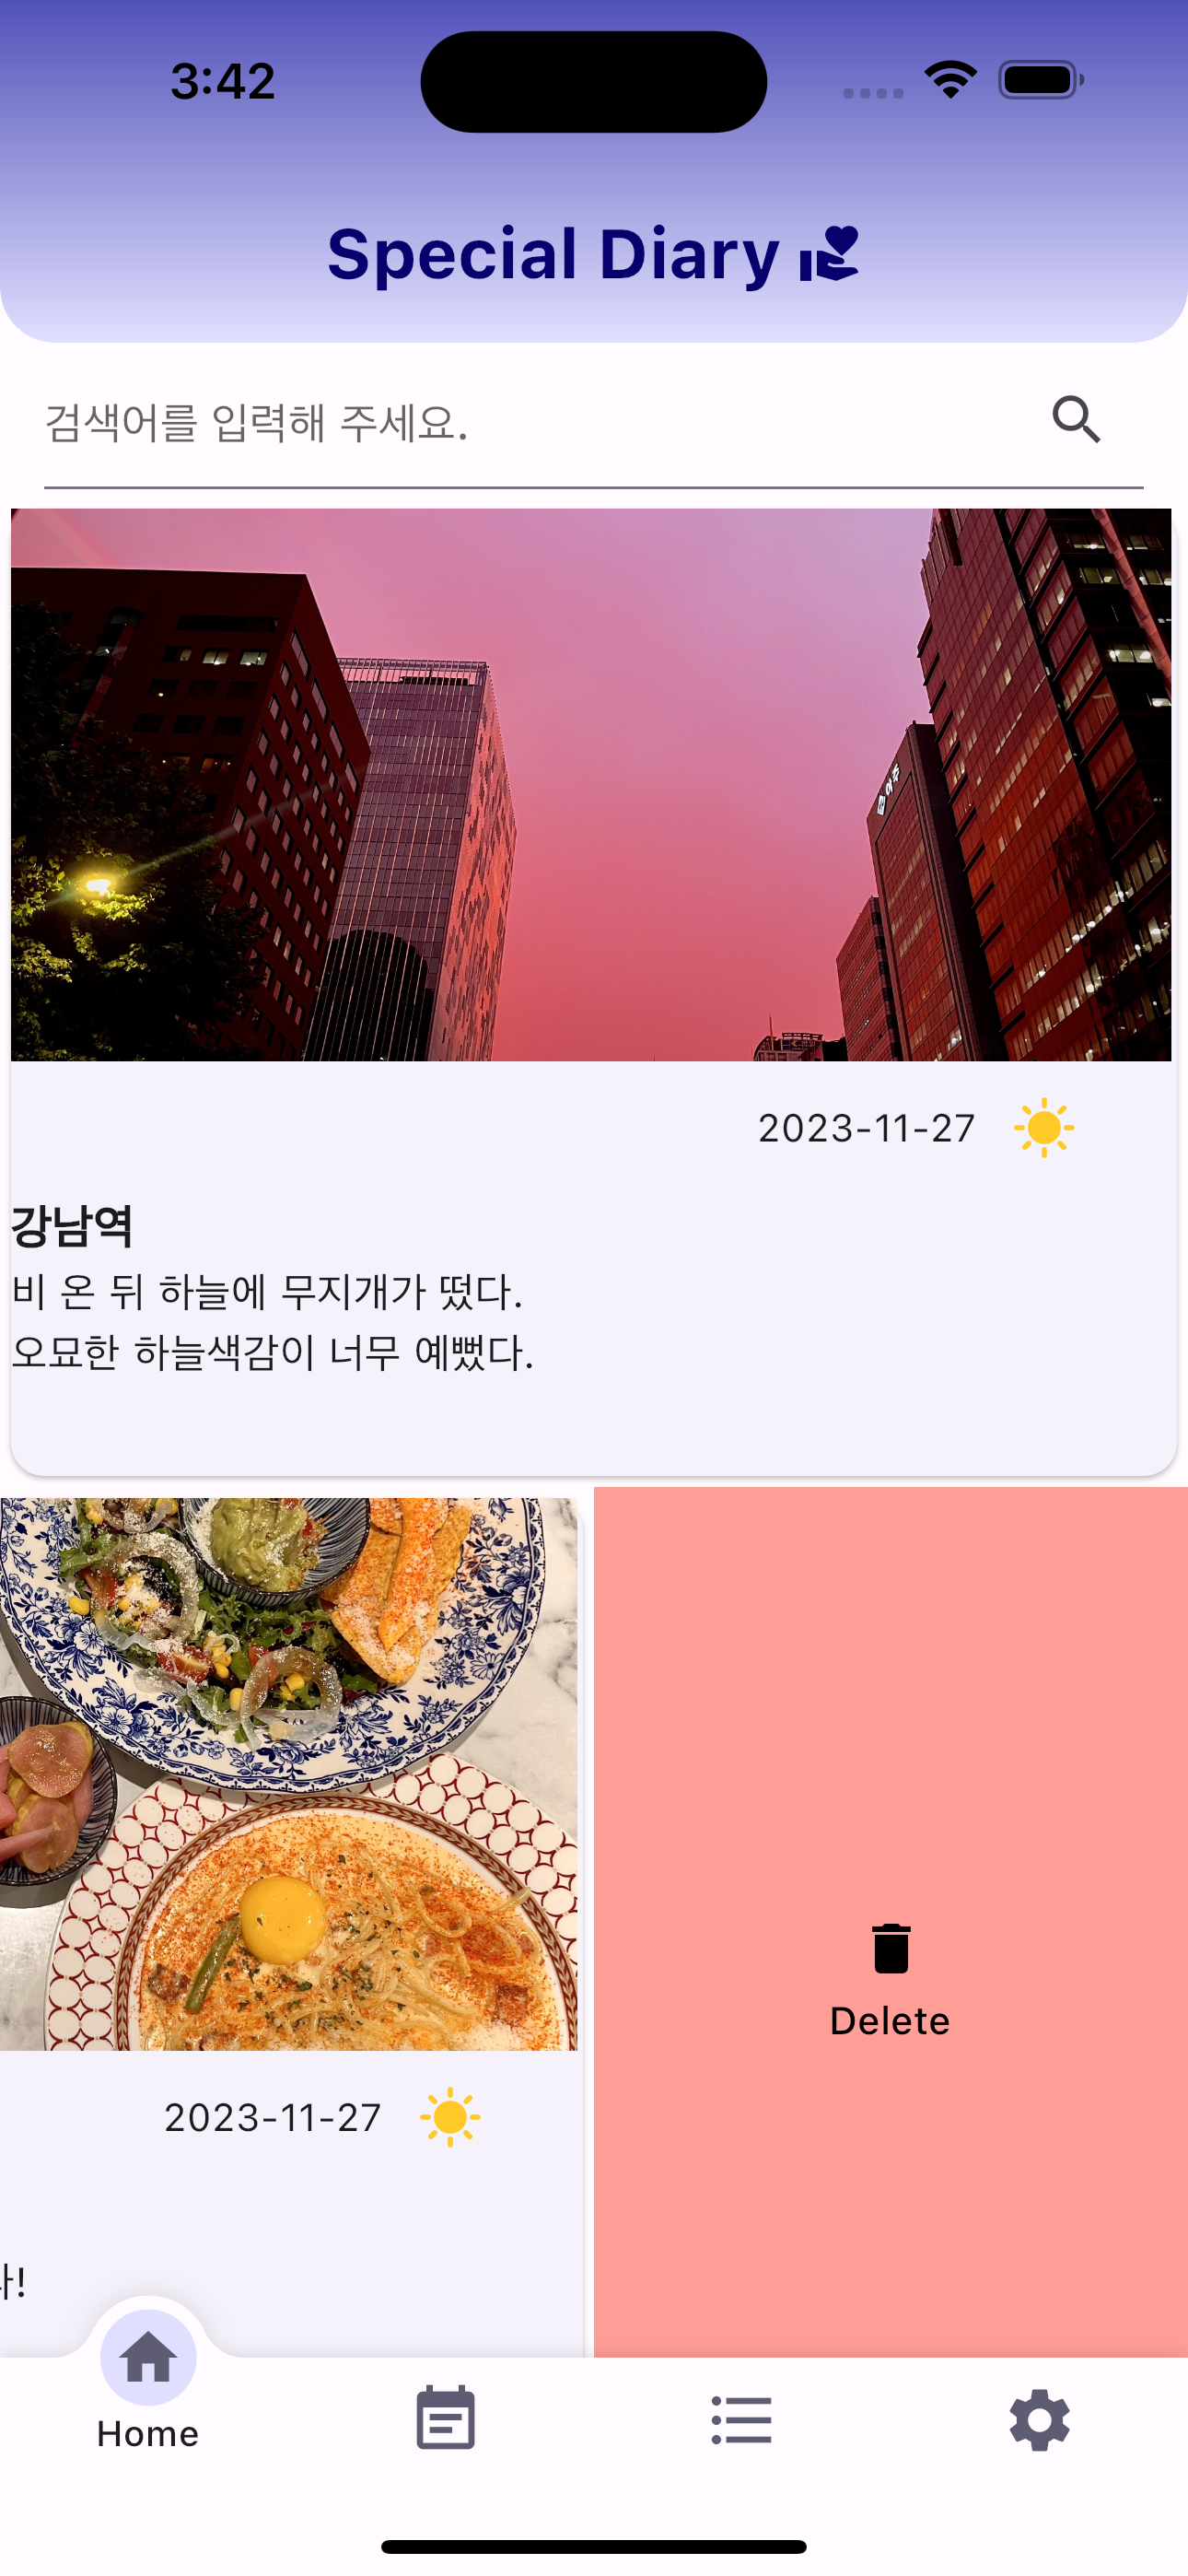 3:42
Special Diary
검색어를 입력해 주세요.
2023-11-27
강남역
비 온 뒤 하늘에 무지개가 떴다.
오묘한 하늘색감이 너무 예뻤다.
Delete
2023-11-27
!
Home